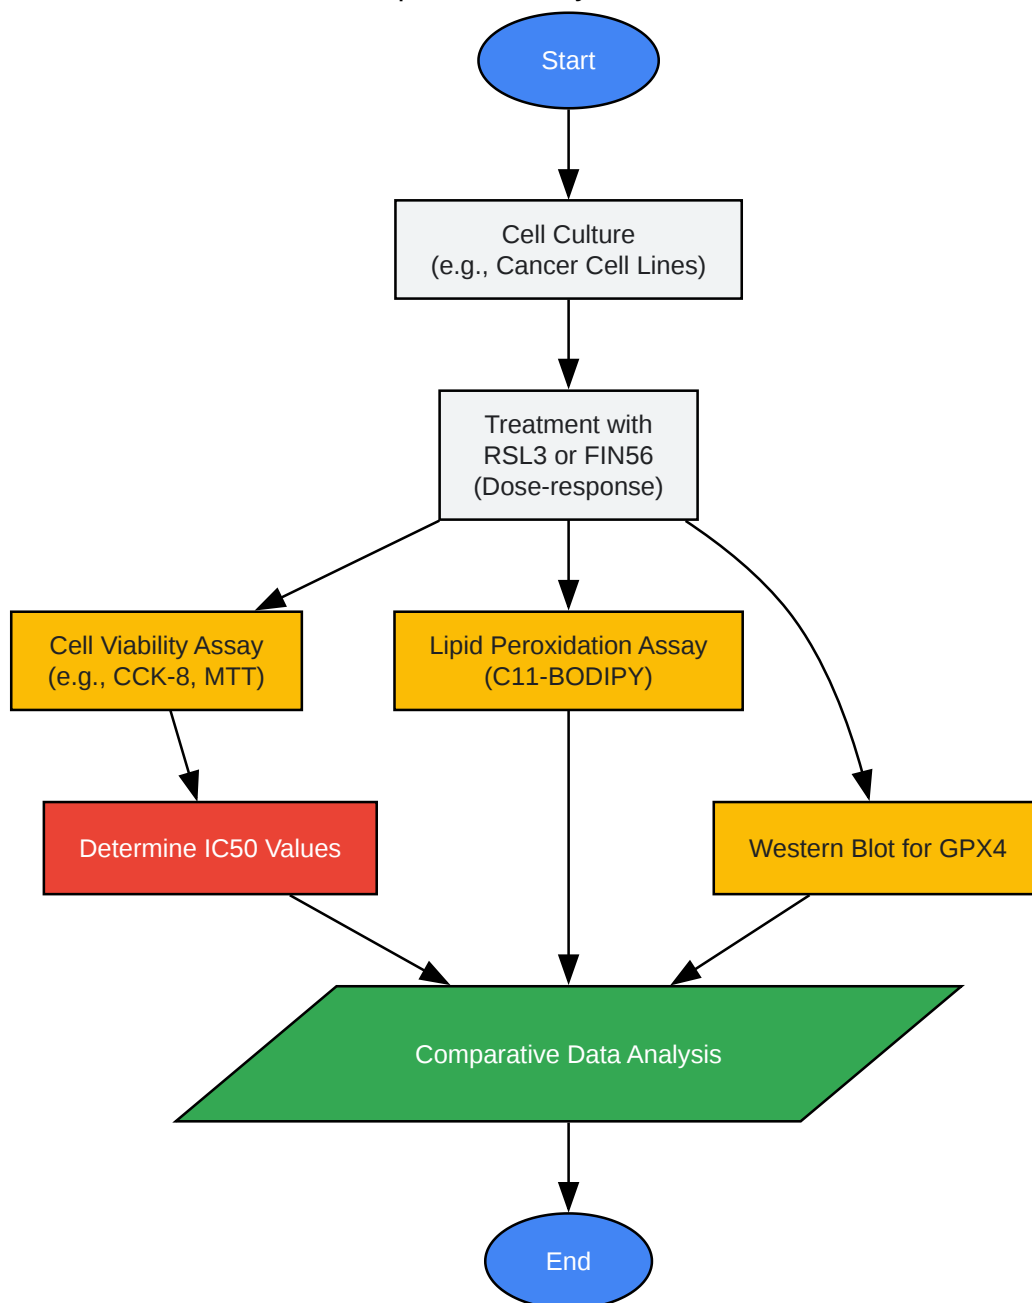 Start
Cell Culture
(e.g., Cancer Cell Lines)
Treatment with
RSL3 or FIN56
(Dose-response)
Cell Viability Assay
(e.g., CCK-8, MTT)
Lipid Peroxidation Assay
(C11-BODIPY)
Determine IC50 Values
Western Blot for GPX4
Comparative Data Analysis
End